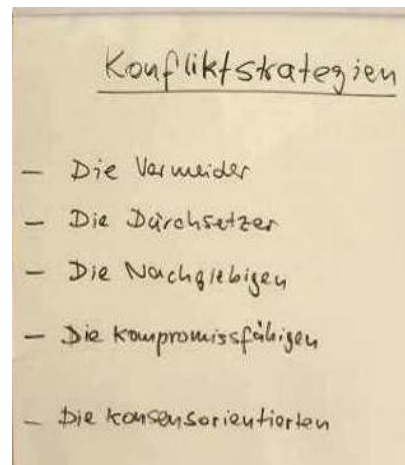 Konfliktstrategien
- Die Vermeider
- Die Durchsetzer
- Die Nachgiebigen
- Die Kompromissfähigen
- Die Konsensorientierten